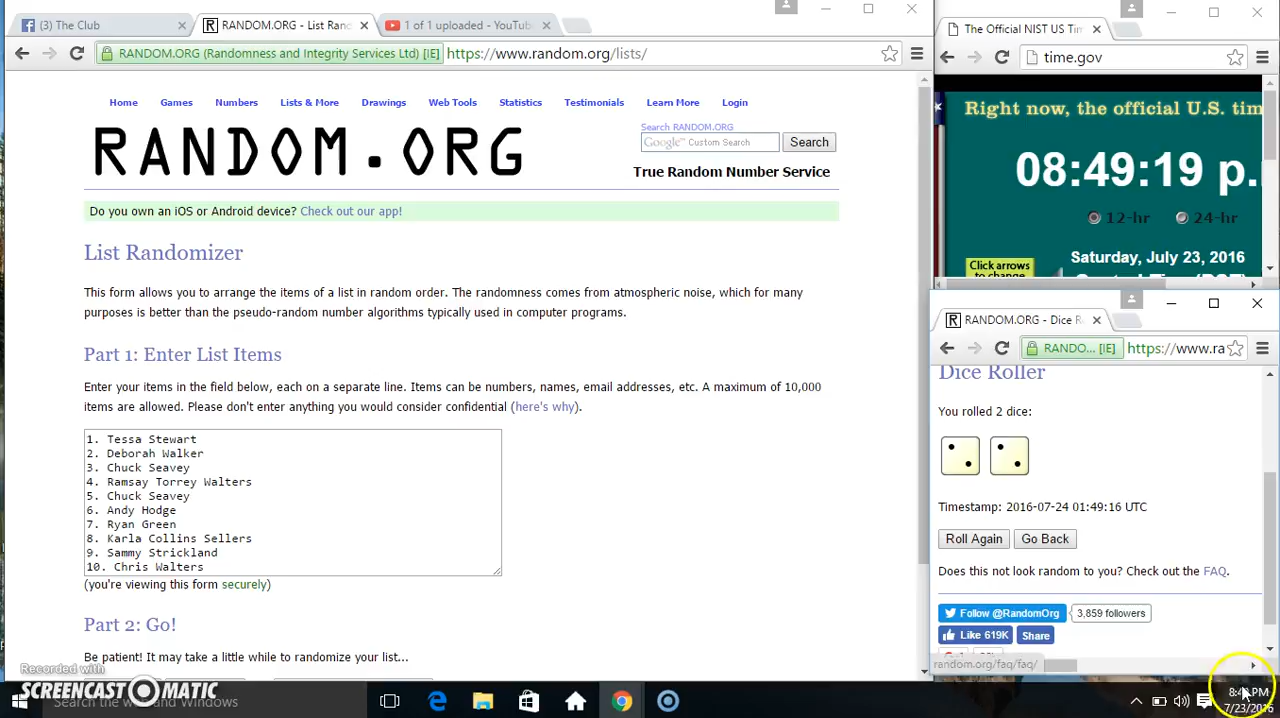 (3) The Club
RANDOM.ORG - List Ran
1 of 1 uploaded - YouTub
RANDOM.ORG (Randomness and Integrity Services Ltd) [IE]
https://www.random.org/lists/
Home Games Numbers Lists & More Drawings Web Tools Statistics Testimonials Learn More Login
RANDOM.ORG
Search RANDOM.ORG
Google™ Custom Search
Search
True Random Number Service
Do you own an iOS or Android device? Check out our app!
List Randomizer
This form allows you to arrange the items of a list in random order. The randomness comes from atmospheric noise, which for many
purposes is better than the pseudo-random number algorithms typically used in computer programs.
Part 1: Enter List Items
Enter your items in the field below, each on a separate line. Items can be numbers, names, email addresses, etc. A maximum of 10,000
items are allowed. Please don't enter anything you would consider confidential (here's why).
1. Tessa Stewart
2. Deborah Walker
3. Chuck Seavey
4. Ramsay Torrey Walters
5. Chuck Seavey
6. Andy Hodge
7. Ryan Green
8. Karla Collins Sellers
9. Sammy Strickland
10. Chris Walters
(you're viewing this form securely)
Part 2: Go!
Be patient! It may take a little while to randomize your list...
Recorded with
SCREENCAST-O-MATIC
Search the web and Windows
The Official NIST US Tim
time.gov
Right now, the official U.S. tim
08:49:19 p.
12-hr 24-hr
Saturday, July 23, 2016
Click arrows
RANDOM.ORG - Dice R
RANDO... [IE]
https://www.ra
Dice Roller
You rolled 2 dice:
Timestamp: 2016-07-24 01:49:16 UTC
Roll Again
Go Back
Does this not look random to you? Check out the FAQ.
Follow @RandomOrg
3,859 followers
Like 619K
Share
random.org/faq/faq/
7/23/2016